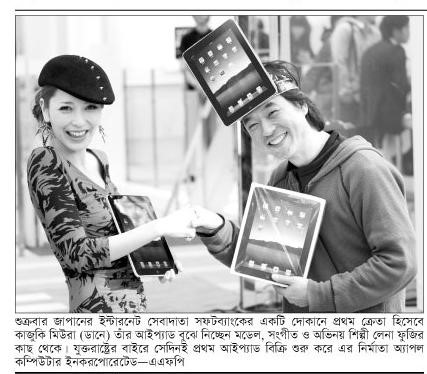 শুক্রবার জাপানের ইন্টারনেট সেবাদাতা সফটব্যাংকের একটি দোকানে প্রথম ক্রেতা হিসেবে
কাজুকি মিউরা (ডানে) তাঁর আইপ্যাড বুঝে নিচ্ছেন মডেল, সংগীত ও অভিনয় শিল্পী লেনা ফুজির
কাছ থেকে। যুক্তরাষ্ট্রের বাইরে সেদিনই প্রথম আইপ্যাড বিক্রি শুরু করে এর নির্মাতা অ্যাপল
কম্পিউটার ইনকরপোরেটেড—এএফপি